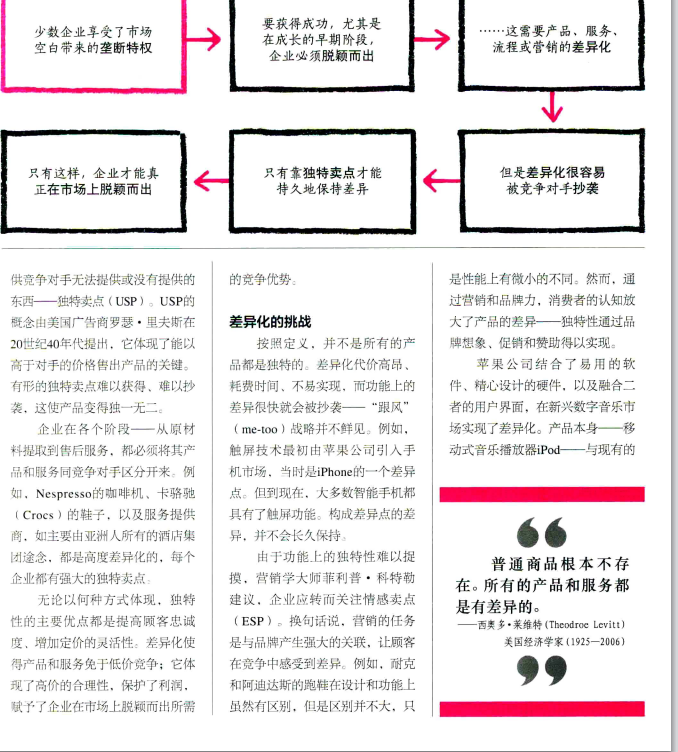 少数企业享受了市场
空白带来的垄断特权
要获得成功，尤其是
在成长的早期阶段，
企业必须脱颖而出
……这需要产品、服务、
流程或营销的差异化
但是差异化很容易
被竞争对手抄袭
只有靠独特卖点才能
持久地保持差异
只有这样，企业才能真
正在市场上脱颖而出
供竞争对手无法提供或没有提供的
东西——独特卖点（USP）。USP的
概念由美国广告商罗瑟·里夫斯在
20世纪40年代提出，它体现了能以
高于对手的价格售出产品的关键。
有形的独特卖点难以获得、难以抄
袭，这使产品变得独一无二。
企业在各个阶段——从原材
料提取到售后服务，都必须将其产
品和服务同竞争对手区分开来。例
如，Nespresso的咖啡机、卡骆驰
（Crocs）的鞋子，以及服务提供
商，如主要由亚洲人所有的酒店集
团途念，都是高度差异化的，每个
企业都有强大的独特卖点。
无论以何种方式体现，独特
性的主要优点都是提高顾客忠诚
度、增加定价的灵活性。差异化使
得产品和服务免于低价竞争；它体
现了高价的合理性，保护了利润，
赋予了企业在市场上脱颖而出所需
的竞争优势。
差异化的挑战
按照定义，并不是所有的产
品都是独特的。差异化代价高昂、
耗费时间、不易实现，而功能上的
差异很快就会被抄袭——“跟风”
（me-too）战略并不鲜见。例如，
触屏技术最初由苹果公司引入手
机市场，当时是iPhone的一个差异
点。但到现在，大多数智能手机都
具有了触屏功能。构成差异点的差
异，并不会长久保持。
由于功能上的独特性难以捉
摸，营销学大师菲利普·科特勒
建议，企业应转而关注情感卖点
（ESP）。换句话说，营销的任务
是与品牌产生强大的关联，让顾客
在竞争中感受到差异。例如，耐克
和阿迪达斯的跑鞋在设计和功能上
虽然有区别，但是区别并不大，只
是性能上有微小的不同。然而，通
过营销和品牌力，消费者的认知放
大了产品的差异——独特性通过品
牌想象、促销和赞助得以实现。
苹果公司结合了易用的软
件、精心设计的硬件，以及融合二
者的用户界面，在新兴数字音乐市
场实现了差异化。产品本身——移
动式音乐播放器iPod——与现有的
普通商品根本不存
在。所有的产品和服务都
是有差异的。
——西奥多·莱维特（Theodroe Levitt）
美国经济学家（1925—2006）